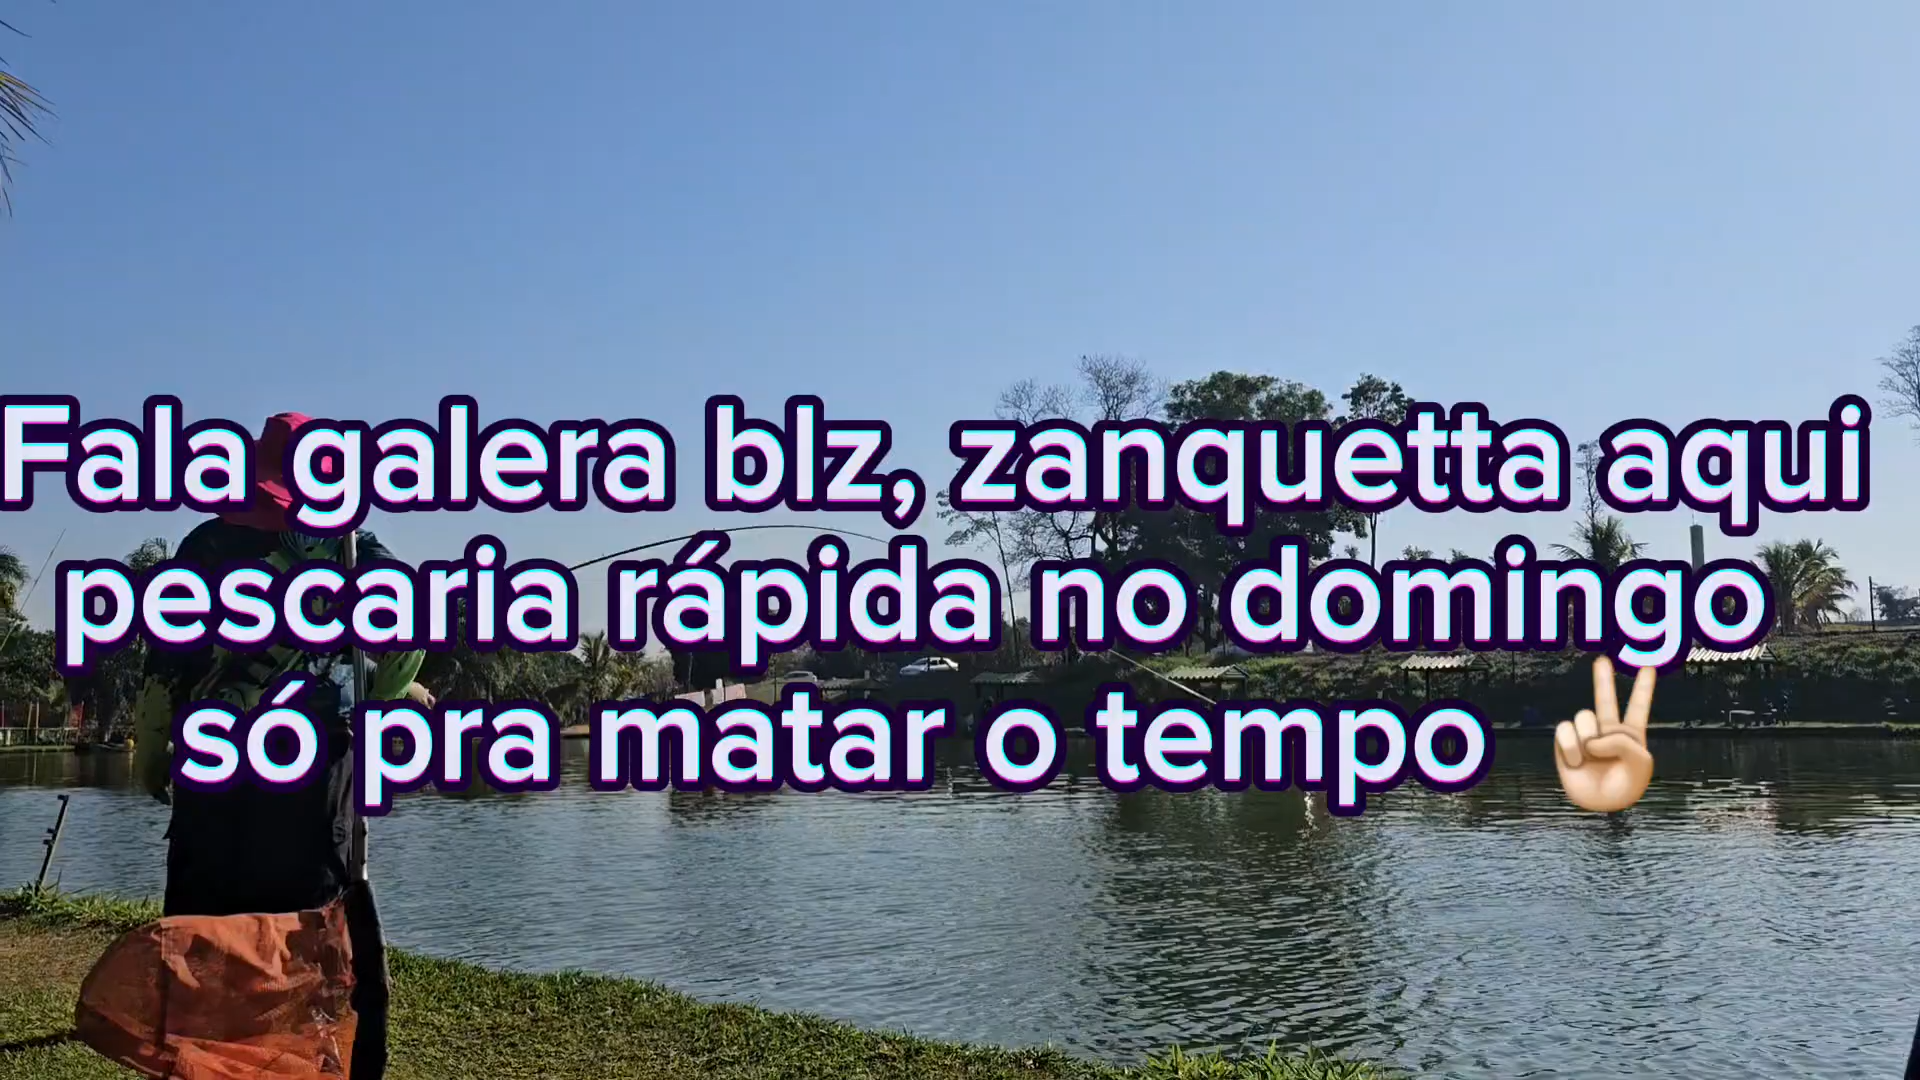 Fala galera blz, zanquetta aqui
pescaria rápida no domingo
só pra matar o tempo ✌🏻